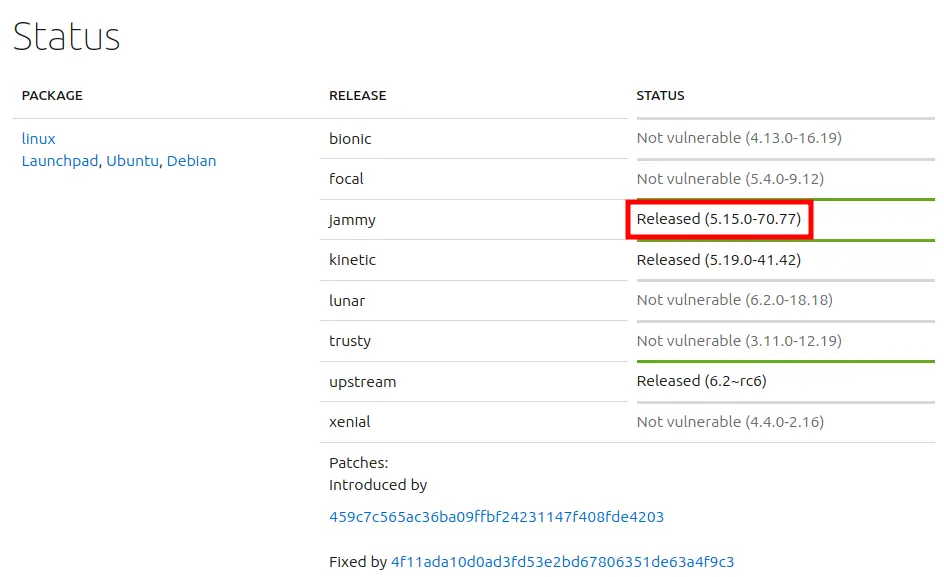 Status
PACKAGE RELEASE STATUS
linux
Launchpad, Ubuntu, Debian
bionic Not vulnerable (4.13.0-16.19)
focal Not vulnerable (5.4.0-9.12)
jammy Released (5.15.0-70.77)
kinetic Released (5.19.0-41.42)
lunar Not vulnerable (6.2.0-18.18)
trusty Not vulnerable (3.11.0-12.19)
upstream Released (6.2~rc6)
xenial Not vulnerable (4.4.0-2.16)
Patches:
Introduced by
459c7c565ac36ba09ffbf24231147f408fde4203
Fixed by 4f11ada10d0ad3fd53e2bd67806351de63a4f9c3